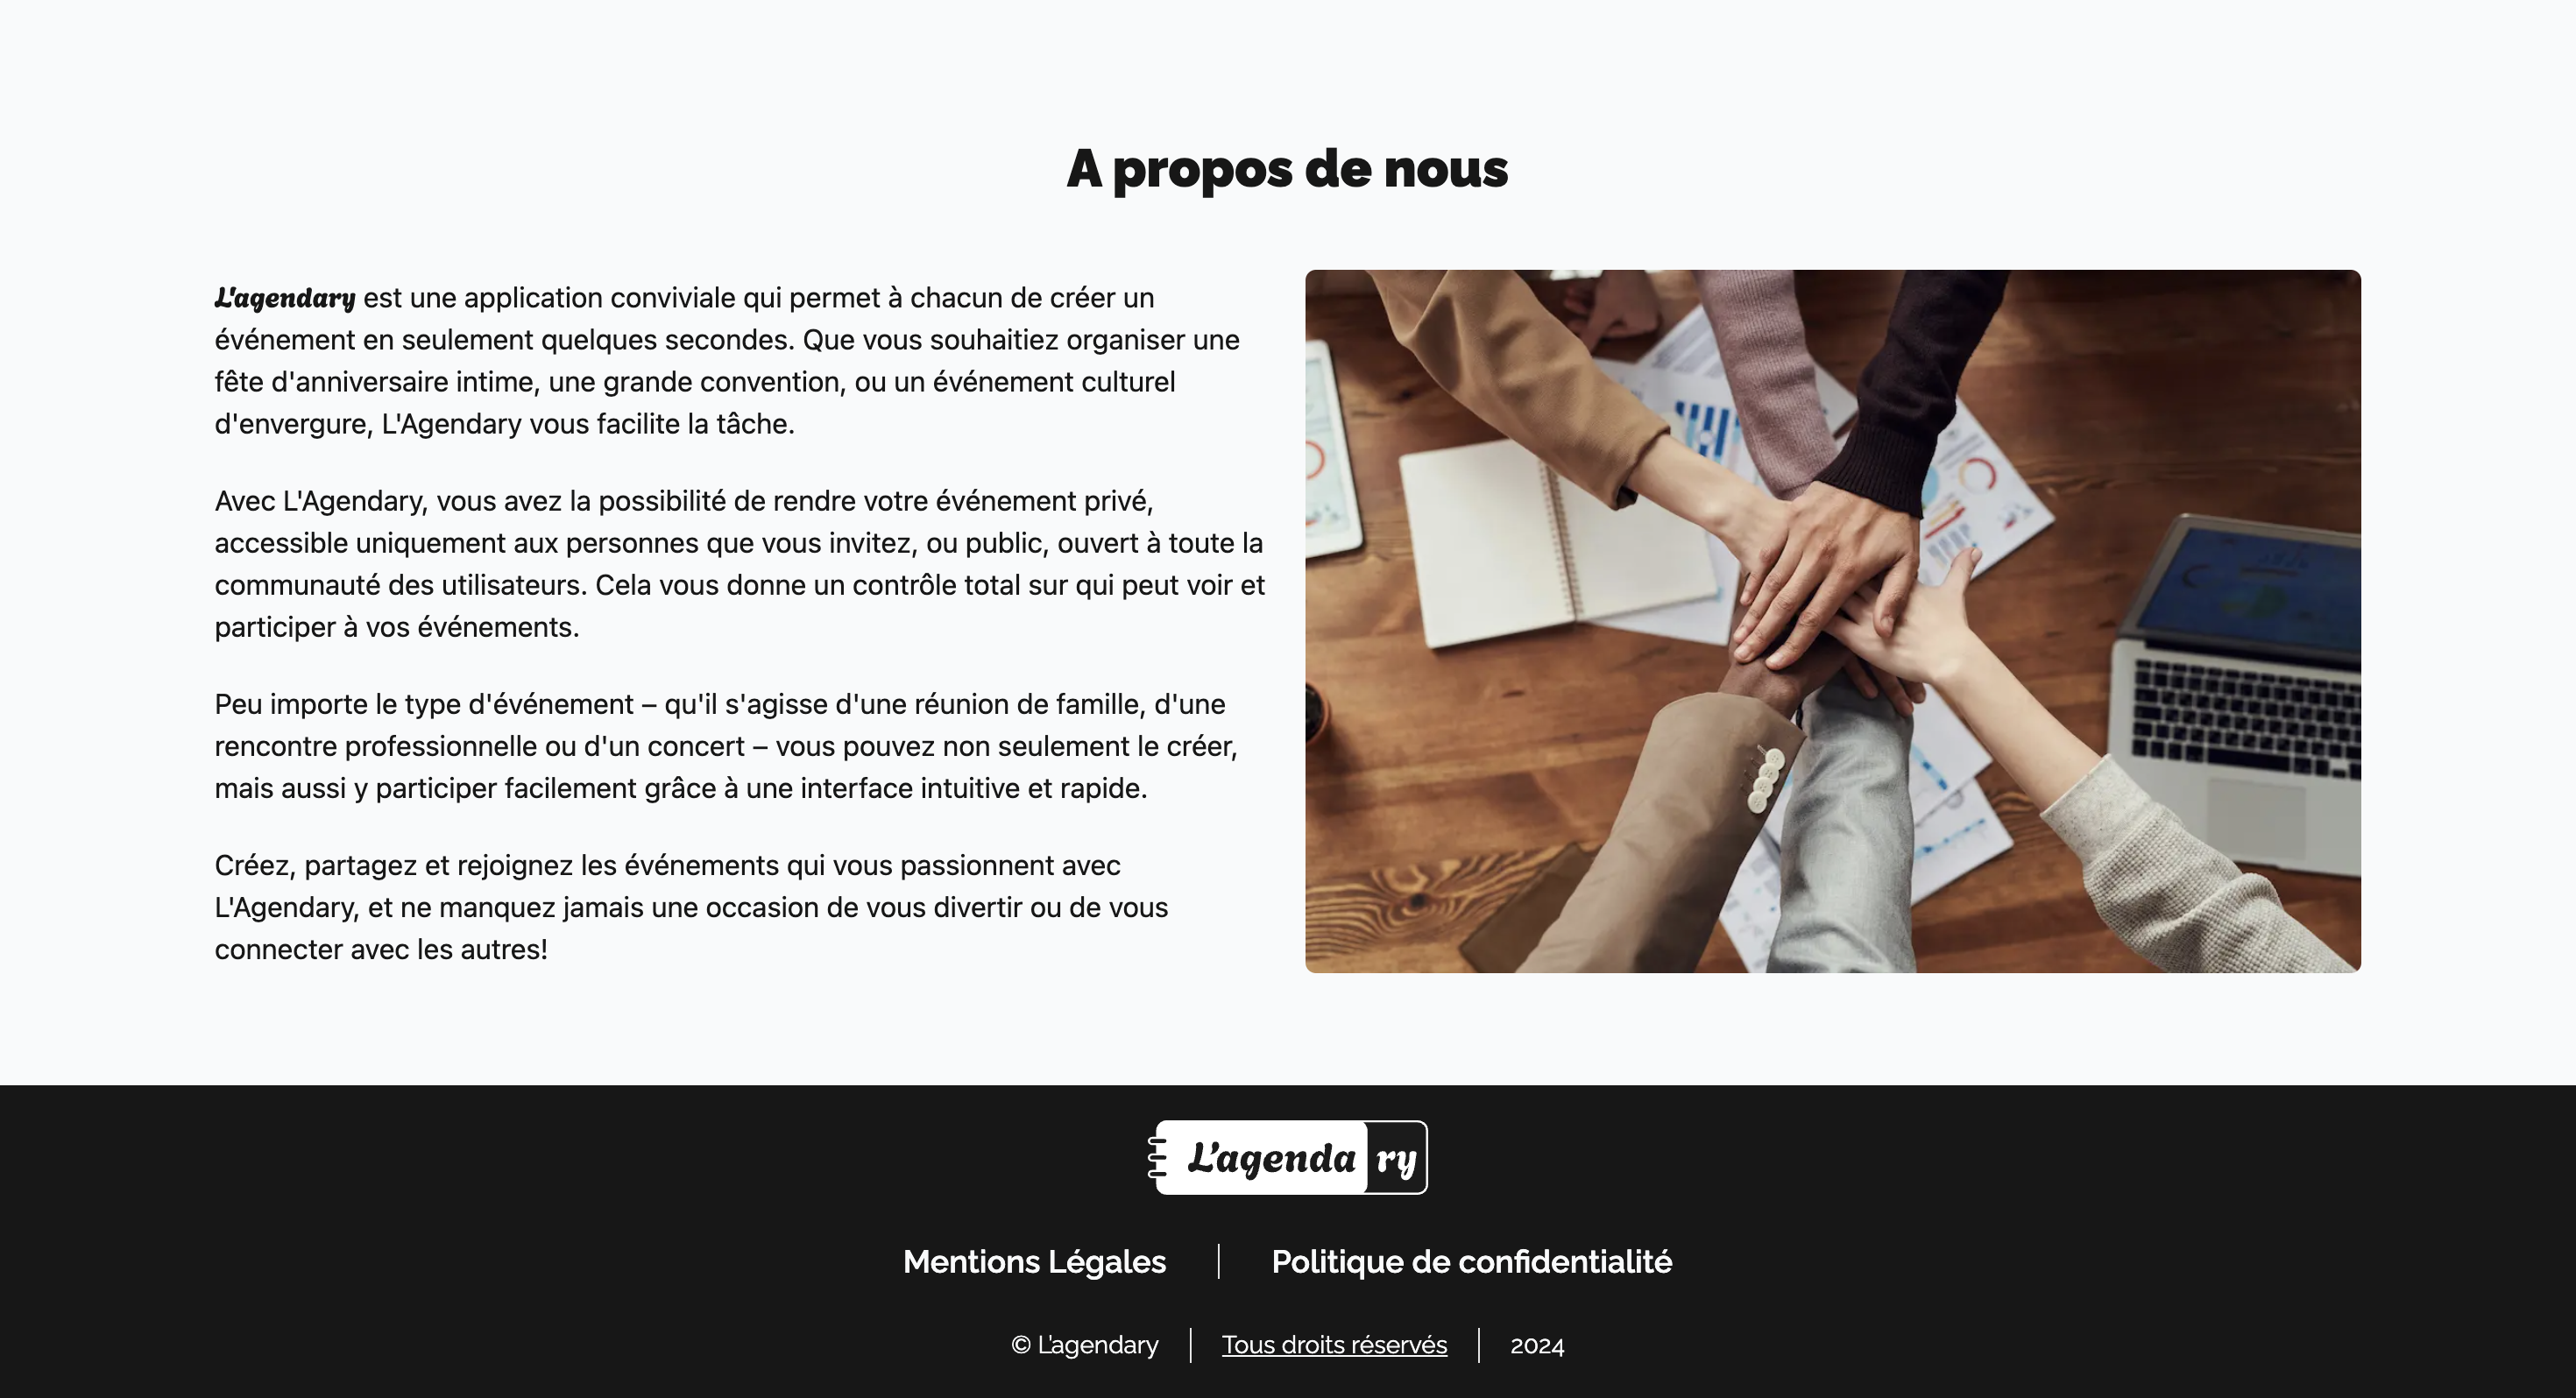 A propos de nous
L'agendary est une application conviviale qui permet à chacun de créer un
événement en seulement quelques secondes. Que vous souhaitiez organiser une
fête d'anniversaire intime, une grande convention, ou un événement culturel
d'envergure, L'Agendary vous facilite la tâche.
Avec L'Agendary, vous avez la possibilité de rendre votre événement privé,
accessible uniquement aux personnes que vous invitez, ou public, ouvert à toute la
communauté des utilisateurs. Cela vous donne un contrôle total sur qui peut voir et
participer à vos événements.
Peu importe le type d'événement – qu'il s'agisse d'une réunion de famille, d'une
rencontre professionnelle ou d'un concert – vous pouvez non seulement le créer,
mais aussi y participer facilement grâce à une interface intuitive et rapide.
Créez, partagez et rejoignez les événements qui vous passionnent avec
L'Agendary, et ne manquez jamais une occasion de vous divertir ou de vous
connecter avec les autres!
L'agendary
Mentions Légales | Politique de confidentialité
© L'agendary | Tous droits réservés | 2024